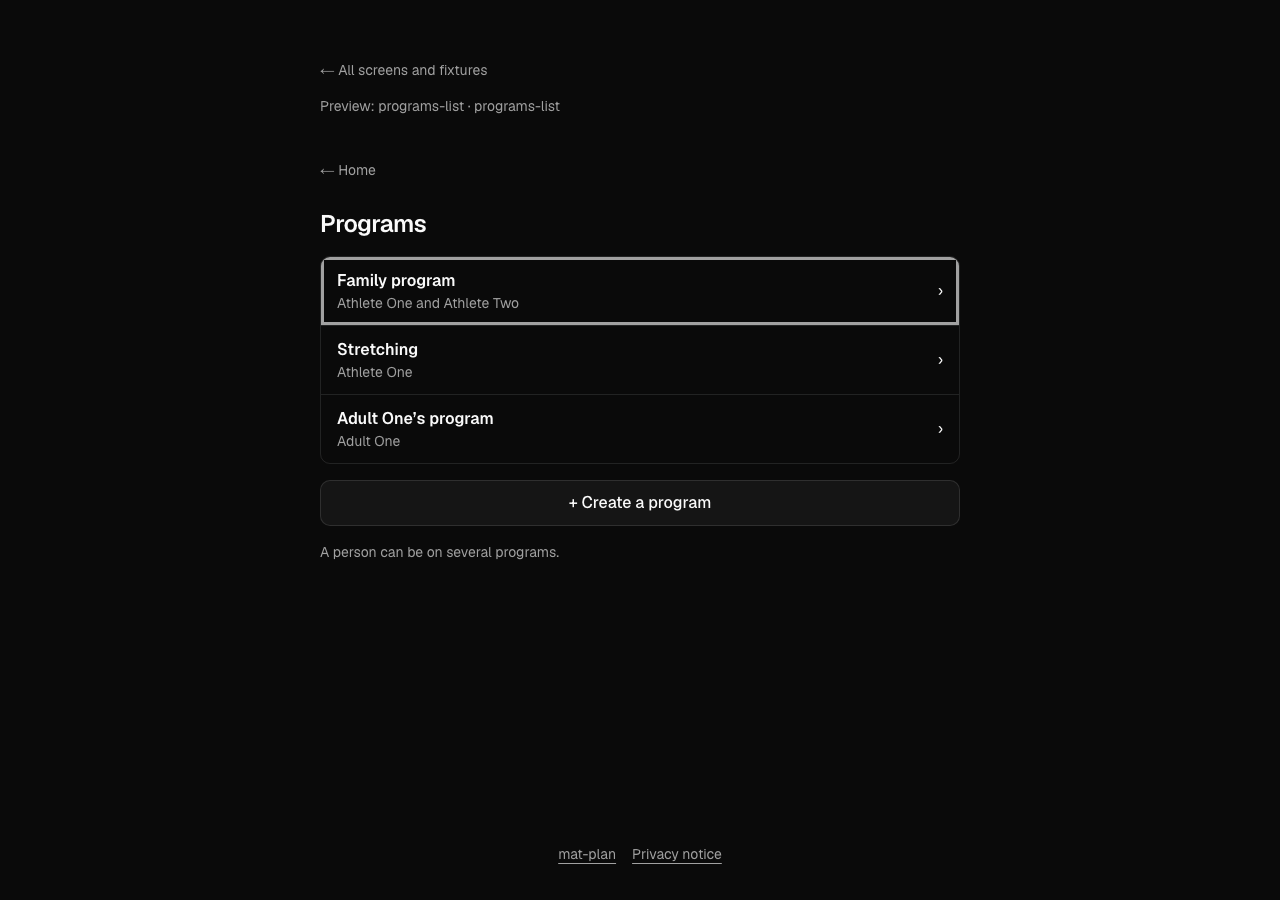 ← All screens and fixtures
Preview: programs-list · programs-list
← Home
Programs
Family program
Athlete One and Athlete Two
›
Stretching
Athlete One
›
Adult One’s program
Adult One
›
+ Create a program
A person can be on several programs.
mat-plan Privacy notice